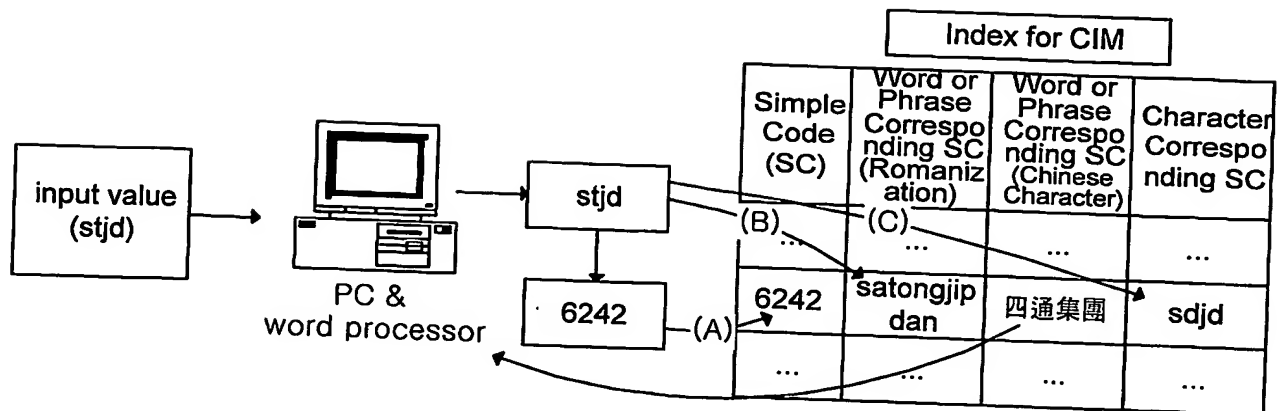 Index for CIM
Simple
Code
(SC)
Word or
Phrase
Correspo
nding SC
(Romaniz
ation)
Word or
Phrase
Correspo
nding SC
(Chinese
Character)
Character
Correspo
nding SC
input value
(stjd)
PC &
word processor
stjd
6242
(A)
(B)
(C)
...
...
...
...
6242
satongjip
dan
四通集團
sdjd
...
...
...
...